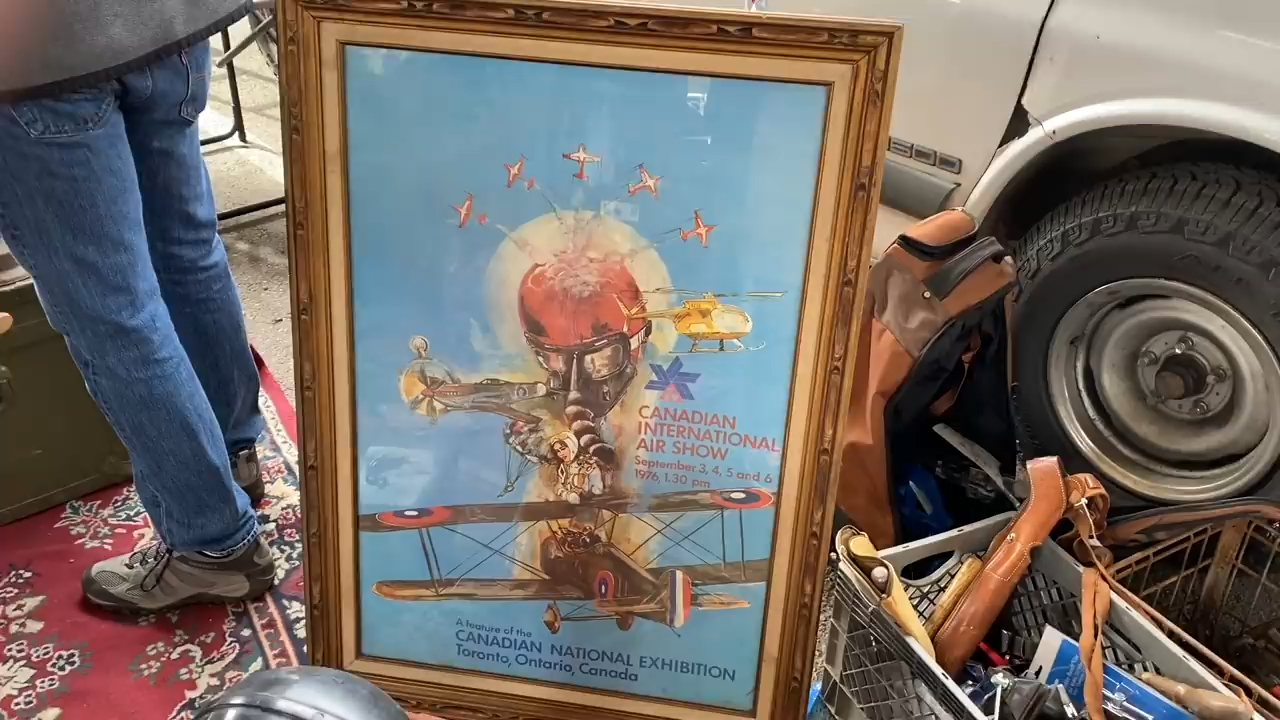 CANADIAN
INTERNATIONAL
AIR SHOW
September 3, 4, 5 and 6
1976, 1.30 pm
A feature of the
CANADIAN NATIONAL EXHIBITION
Toronto, Ontario, Canada